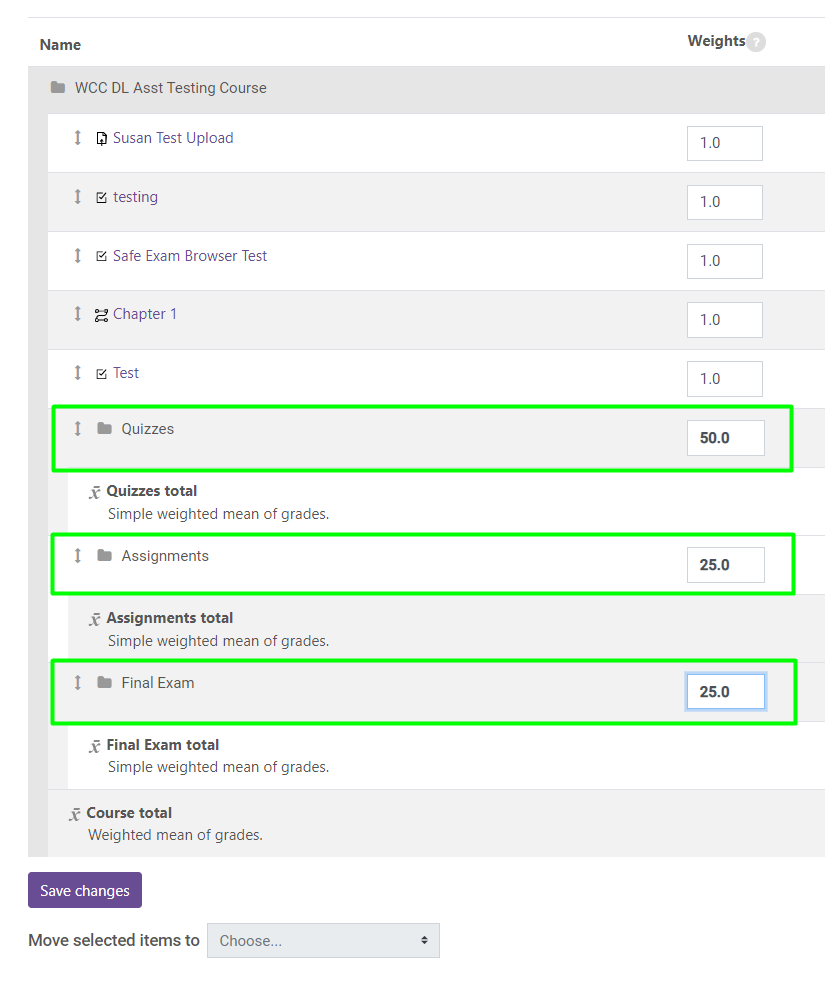 Name Weights ?
WCC DL Asst Testing Course
Susan Test Upload 1.0
testing 1.0
Safe Exam Browser Test 1.0
Chapter 1 1.0
Test 1.0
Quizzes 50.0
x̄ Quizzes total
Simple weighted mean of grades.
Assignments 25.0
x̄ Assignments total
Simple weighted mean of grades.
Final Exam 25.0
x̄ Final Exam total
Simple weighted mean of grades.
x̄ Course total
Weighted mean of grades.
Save changes
Move selected items to Choose...